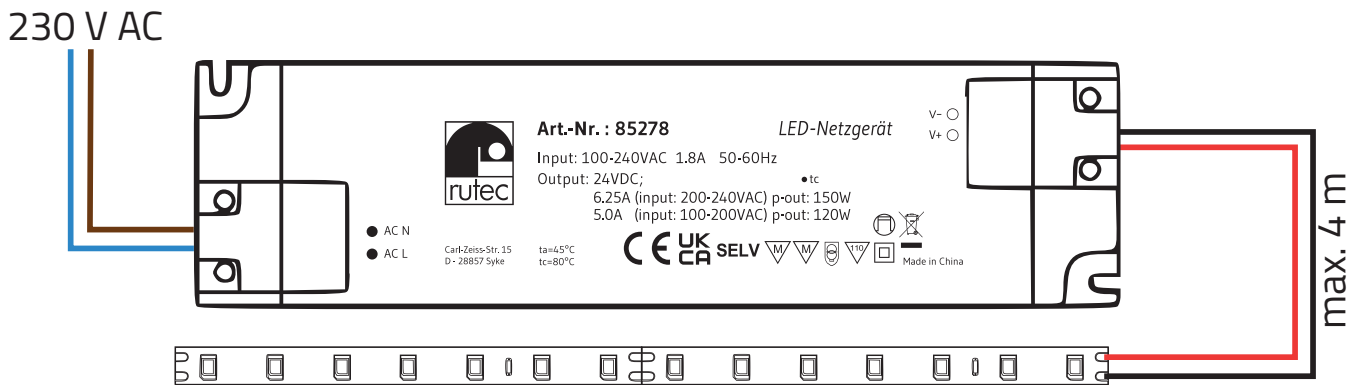 230 V AC
Art.-Nr. : 85278
LED-Netzgerät
V-
V+
Input: 100-240VAC 1.8A 50-60Hz
Output: 24VDC;
tc
6.25A (input: 200-240VAC) p-out: 150W
5.0A (input: 100-200VAC) p-out: 120W
rutec
AC N
AC L
Carl-Zeiss-Str. 15
D - 28857 Syke
ta=45°C
tc=80°C
CE
UK
CA
SELV
M
M
110
Made in China
max. 4 m